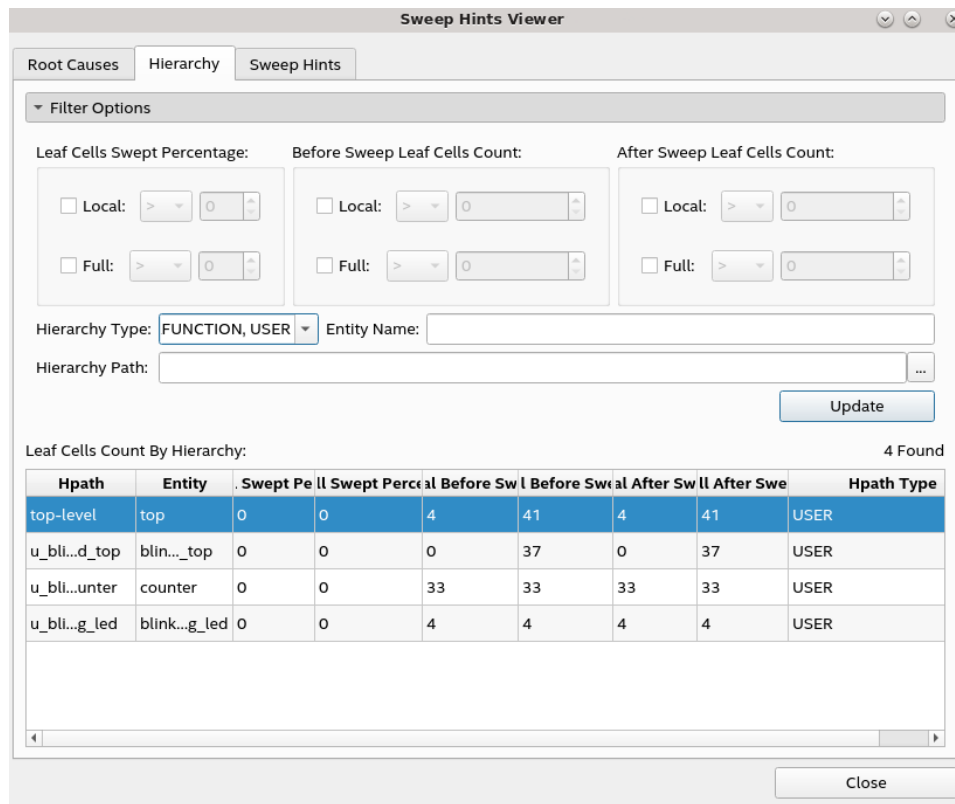 Sweep Hints Viewer
Root Causes Hierarchy Sweep Hints
Filter Options
Leaf Cells Swept Percentage: Before Sweep Leaf Cells Count: After Sweep Leaf Cells Count:
Local: > 0 Local: > 0 Local: > 0
Full: > 0 Full: > 0 Full: > 0
Hierarchy Type: FUNCTION, USER Entity Name:
Hierarchy Path: ...
Update
Leaf Cells Count By Hierarchy: 4 Found
Hpath Entity . Swept Pe ll Swept Perce al Before Sw l Before Swe al After Sw ll After Swe Hpath Type
top-level top 0 0 4 41 4 41 USER
u_bli...d_top blin..._top 0 0 0 37 0 37 USER
u_bli...unter counter 0 0 33 33 33 33 USER
u_bli...g_led blink...g_led 0 0 4 4 4 4 USER
Close